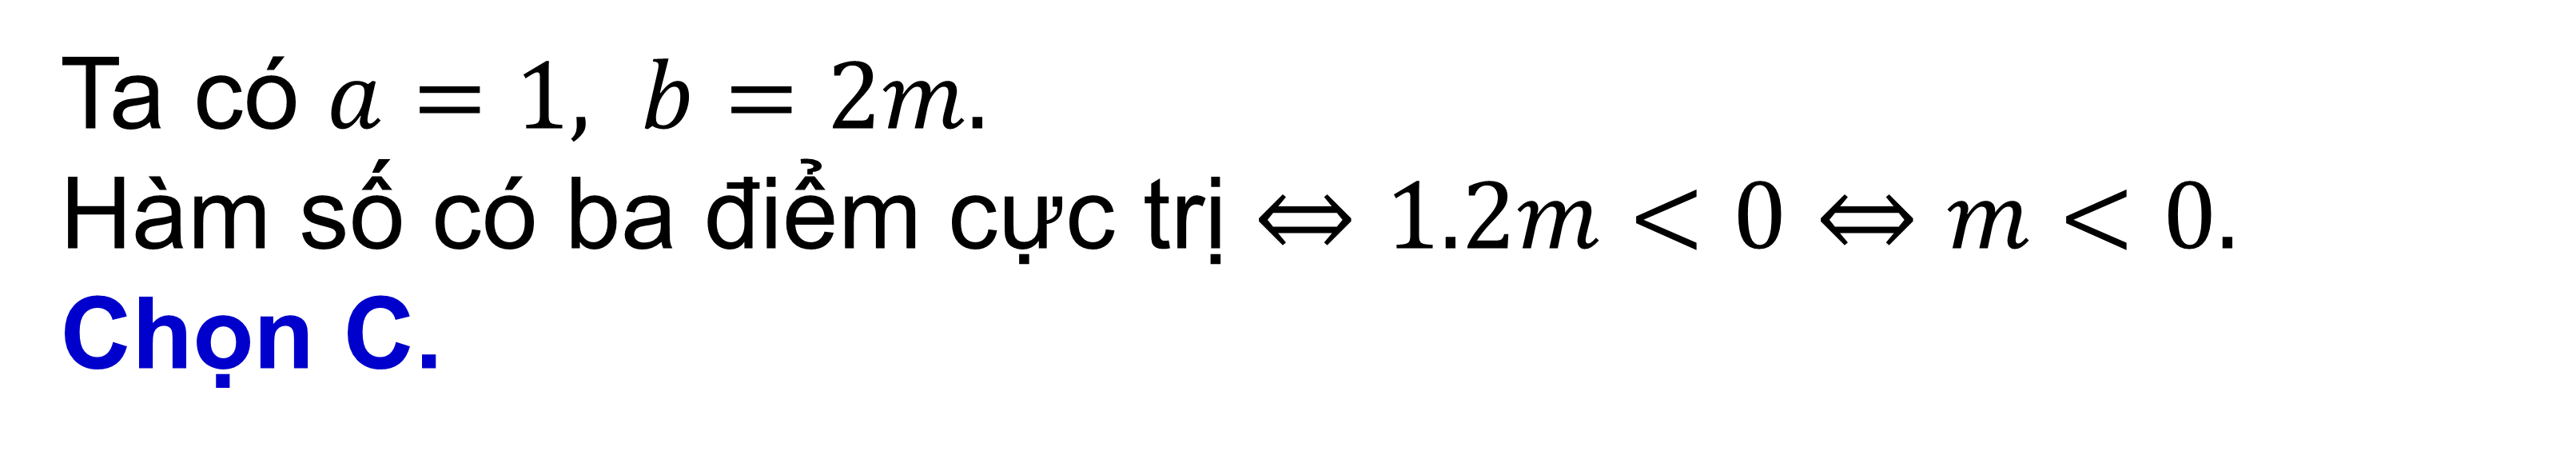 Ta có a = 1, b = 2m.
Hàm số có ba điểm cực trị ⇔ 1.2m < 0 ⇔ m < 0.
Chọn C.